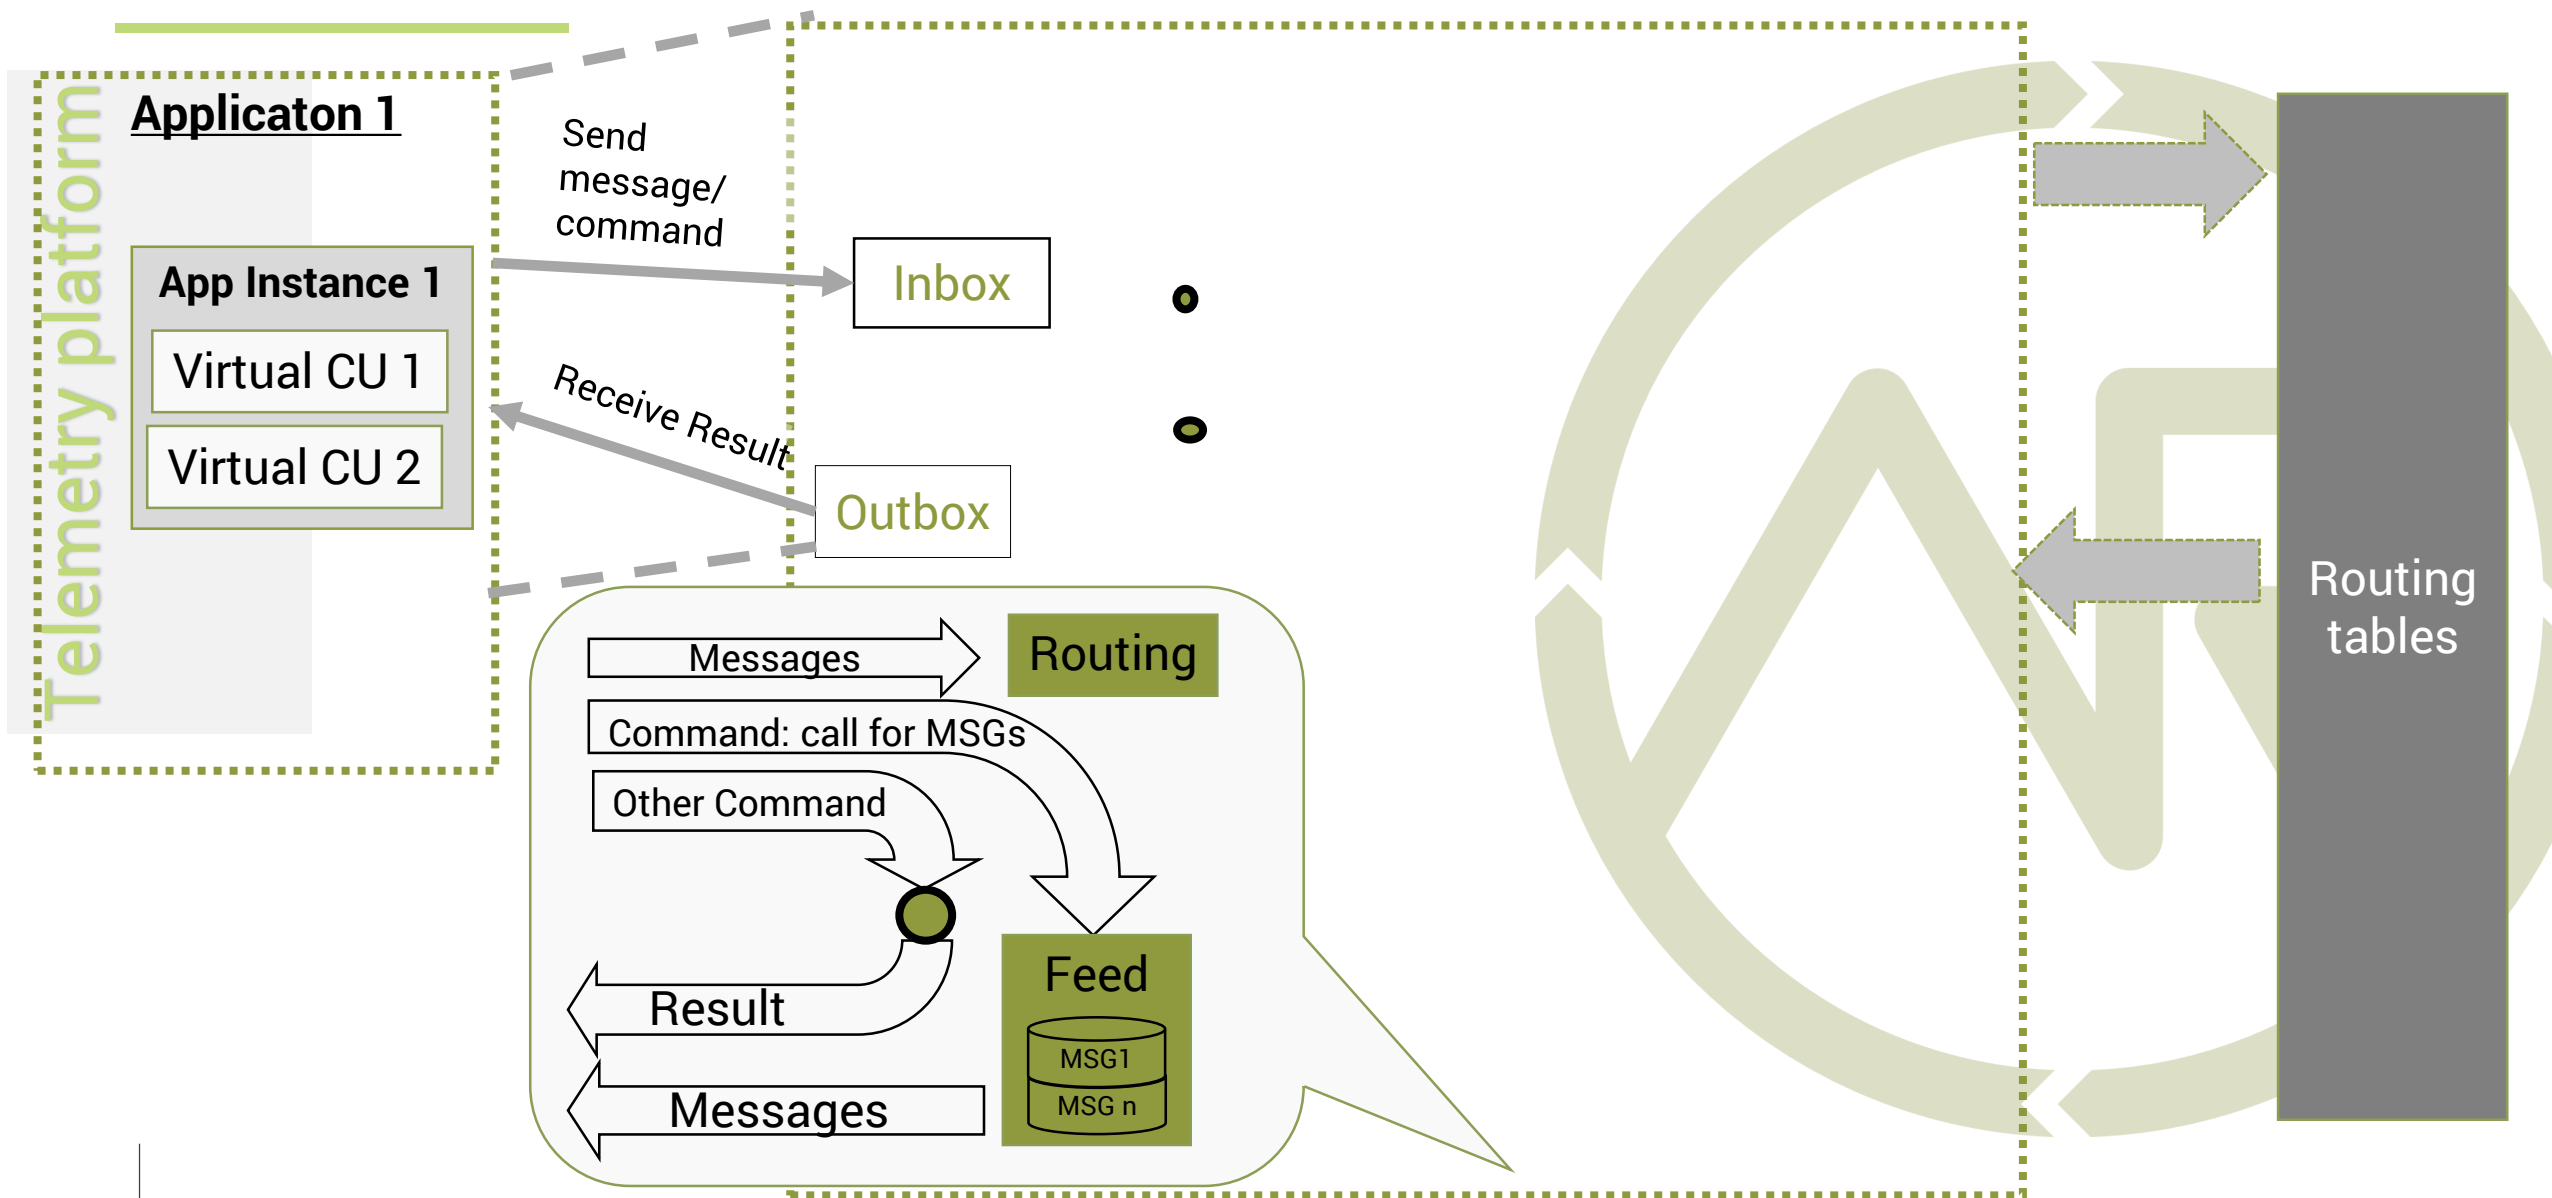 Telemetry platform
Applicaton 1
App Instance 1
Virtual CU 1
Virtual CU 2
Send
message/
command
Receive Result
Inbox
Outbox
Messages
Routing
Command: call for MSGs
Other Command
Feed
MSG1
MSG n
Result
Messages
Routing
tables